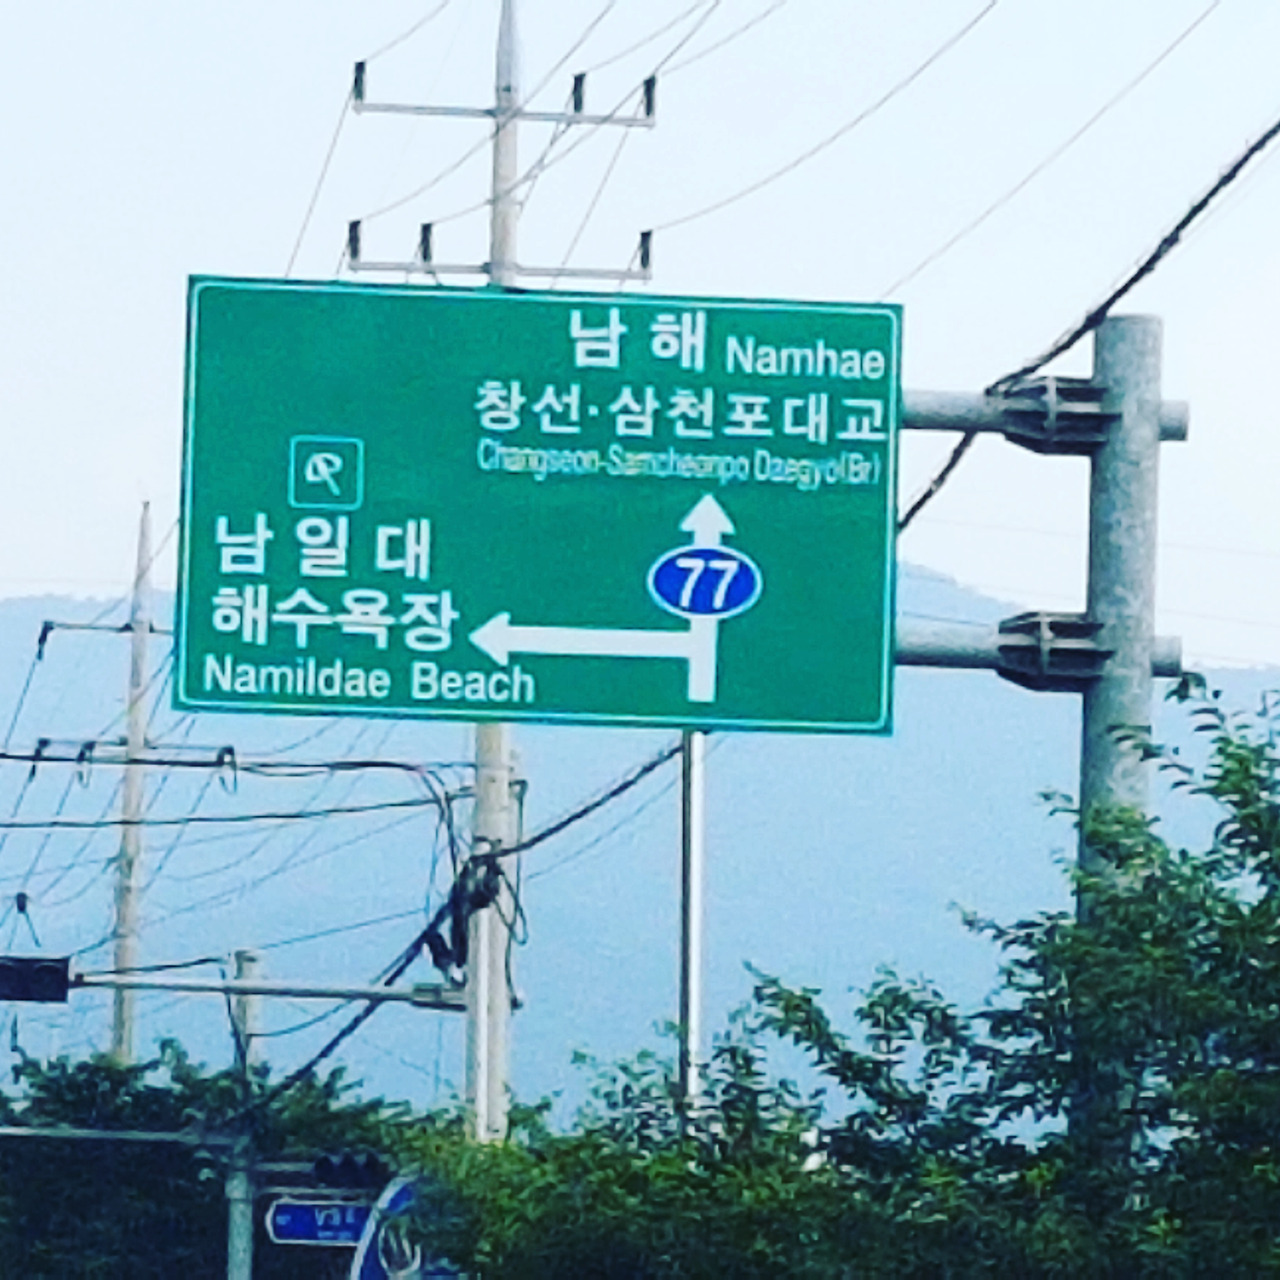 남 해 Namhae
창선·삼천포대교
Changseon-Samcheonpo Daegyo(Br)
77
남 일 대
해수욕장
Namildae Beach